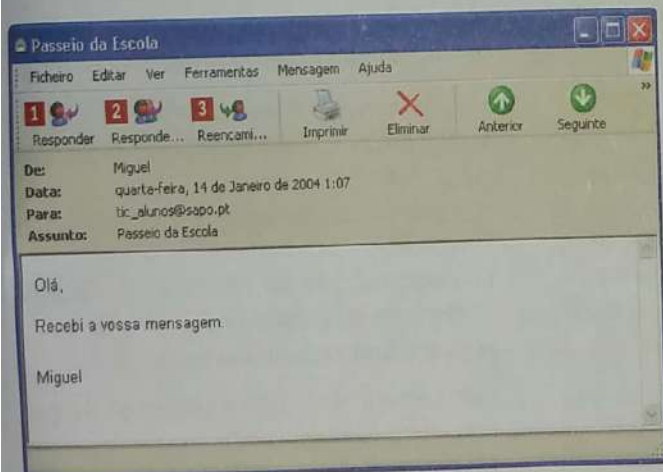 Passeio da Escola
Ficheiro Editar Ver Ferramentas Mensagem Ajuda
1 2 3
Responder Responde... Reencami... Imprimir Eliminar Anterior Seguinte
De: Miguel
Data: quarta-feira, 14 de Janeiro de 2004 1:07
Para: tic_alunos@sapo.pt
Assunto: Passeio da Escola
Olá,
Recebi a vossa mensagem.
Miguel